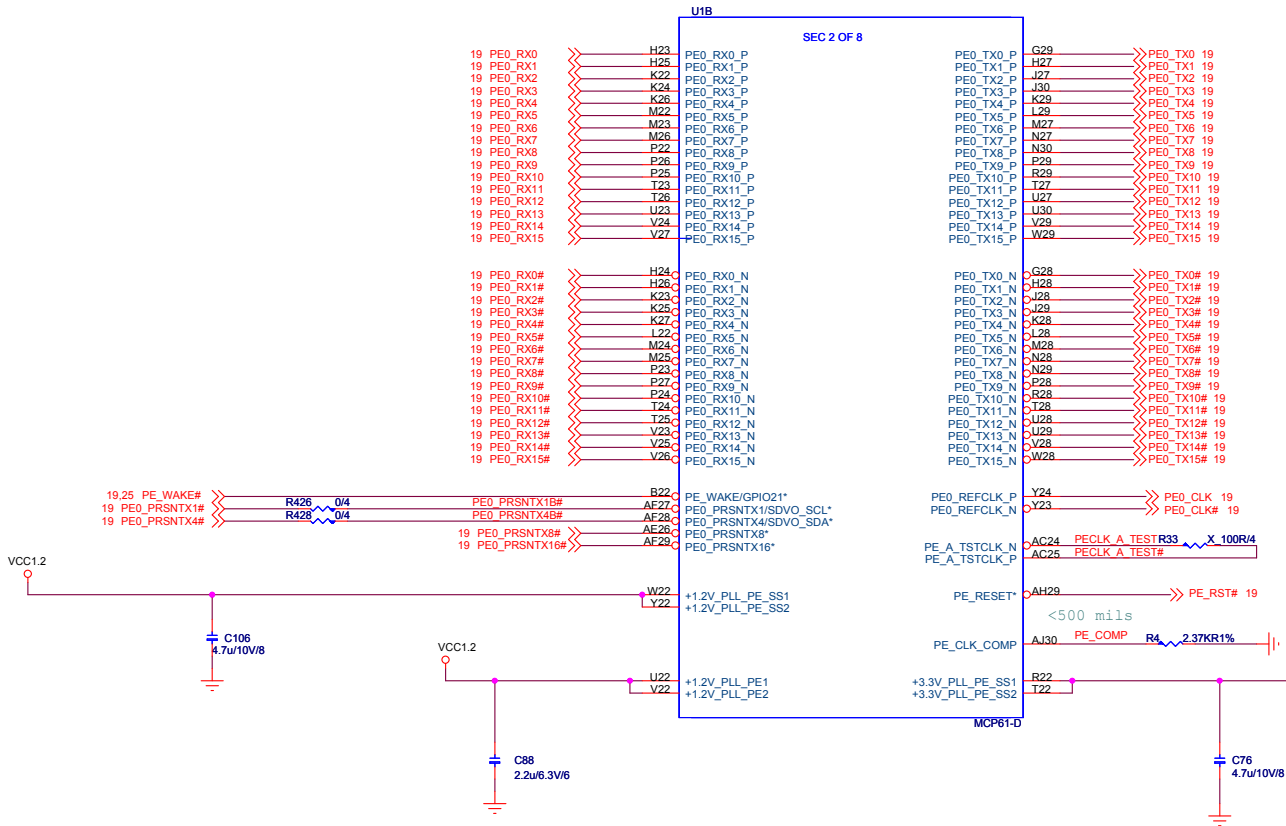 U1B
SEC 2 OF 8
19 PE0_RX0 H23 PE0_RX0_P PE0_TX0_P G29 PE0_TX0 19
19 PE0_RX1 H25 PE0_RX1_P PE0_TX1_P H27 PE0_TX1 19
19 PE0_RX2 K22 PE0_RX2_P PE0_TX2_P J27 PE0_TX2 19
19 PE0_RX3 K24 PE0_RX3_P PE0_TX3_P J30 PE0_TX3 19
19 PE0_RX4 K26 PE0_RX4_P PE0_TX4_P K29 PE0_TX4 19
19 PE0_RX5 M22 PE0_RX5_P PE0_TX5_P L29 PE0_TX5 19
19 PE0_RX6 M23 PE0_RX6_P PE0_TX6_P M27 PE0_TX6 19
19 PE0_RX7 M26 PE0_RX7_P PE0_TX7_P N27 PE0_TX7 19
19 PE0_RX8 P22 PE0_RX8_P PE0_TX8_P N30 PE0_TX8 19
19 PE0_RX9 P26 PE0_RX9_P PE0_TX9_P P29 PE0_TX9 19
19 PE0_RX10 P25 PE0_RX10_P PE0_TX10_P R29 PE0_TX10 19
19 PE0_RX11 T23 PE0_RX11_P PE0_TX11_P T27 PE0_TX11 19
19 PE0_RX12 T26 PE0_RX12_P PE0_TX12_P U27 PE0_TX12 19
19 PE0_RX13 U23 PE0_RX13_P PE0_TX13_P U30 PE0_TX13 19
19 PE0_RX14 V24 PE0_RX14_P PE0_TX14_P V29 PE0_TX14 19
19 PE0_RX15 V27 PE0_RX15_P PE0_TX15_P W29 PE0_TX15 19
19 PE0_RX0# H24 PE0_RX0_N PE0_TX0_N G28 PE0_TX0# 19
19 PE0_RX1# H26 PE0_RX1_N PE0_TX1_N H28 PE0_TX1# 19
19 PE0_RX2# K23 PE0_RX2_N PE0_TX2_N J28 PE0_TX2# 19
19 PE0_RX3# K25 PE0_RX3_N PE0_TX3_N J29 PE0_TX3# 19
19 PE0_RX4# K27 PE0_RX4_N PE0_TX4_N K28 PE0_TX4# 19
19 PE0_RX5# L22 PE0_RX5_N PE0_TX5_N L28 PE0_TX5# 19
19 PE0_RX6# M24 PE0_RX6_N PE0_TX6_N M28 PE0_TX6# 19
19 PE0_RX7# M25 PE0_RX7_N PE0_TX7_N N28 PE0_TX7# 19
19 PE0_RX8# P23 PE0_RX8_N PE0_TX8_N N29 PE0_TX8# 19
19 PE0_RX9# P27 PE0_RX9_N PE0_TX9_N P28 PE0_TX9# 19
19 PE0_RX10# P24 PE0_RX10_N PE0_TX10_N R28 PE0_TX10# 19
19 PE0_RX11# T24 PE0_RX11_N PE0_TX11_N T28 PE0_TX11# 19
19 PE0_RX12# T25 PE0_RX12_N PE0_TX12_N U28 PE0_TX12# 19
19 PE0_RX13# V23 PE0_RX13_N PE0_TX13_N U29 PE0_TX13# 19
19 PE0_RX14# V25 PE0_RX14_N PE0_TX14_N V28 PE0_TX14# 19
19 PE0_RX15# V26 PE0_RX15_N PE0_TX15_N W28 PE0_TX15# 19
19,25 PE_WAKE# B22 PE_WAKE/GPIO21* PE0_REFCLK_P Y24 PE0_CLK 19
19 PE0_PRSNTX1# R426 0/4 PE0_PRSNTX1B# AF27 PE0_PRSNTX1/SDVO_SCL* PE0_REFCLK_N Y23 PE0_CLK# 19
19 PE0_PRSNTX4# R428 0/4 PE0_PRSNTX4B# AF28 PE0_PRSNTX4/SDVO_SDA*
19 PE0_PRSNTX8# AE26 PE0_PRSNTX8*
19 PE0_PRSNTX16# AF29 PE0_PRSNTX16* PE_A_TSTCLK_N AC24 PECLK_A_TEST R33 X_100R/4
PE_A_TSTCLK_P AC25 PECLK_A_TEST#
VCC1.2
W22 +1.2V_PLL_PE_SS1 PE_RESET* AH29 PE_RST# 19
Y22 +1.2V_PLL_PE_SS2
<500 mils
C106
4.7u/10V/8
PE_CLK_COMP AJ30 PE_COMP R4 2.37KR1%
VCC1.2
U22 +1.2V_PLL_PE1 +3.3V_PLL_PE_SS1 R22
V22 +1.2V_PLL_PE2 +3.3V_PLL_PE_SS2 T22
MCP61-D
C88
2.2u/6.3V/6
C76
4.7u/10V/8